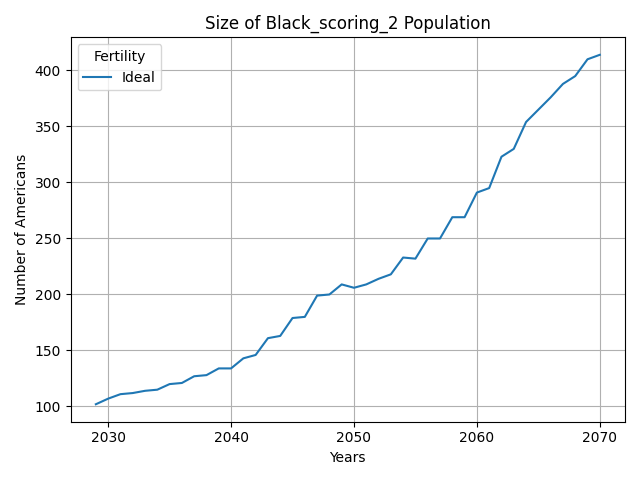 Size of Black_scoring_2 Population
Fertility
Ideal
Number of Americans
400
350
300
250
200
150
100
2030 2040 2050 2060 2070
Years